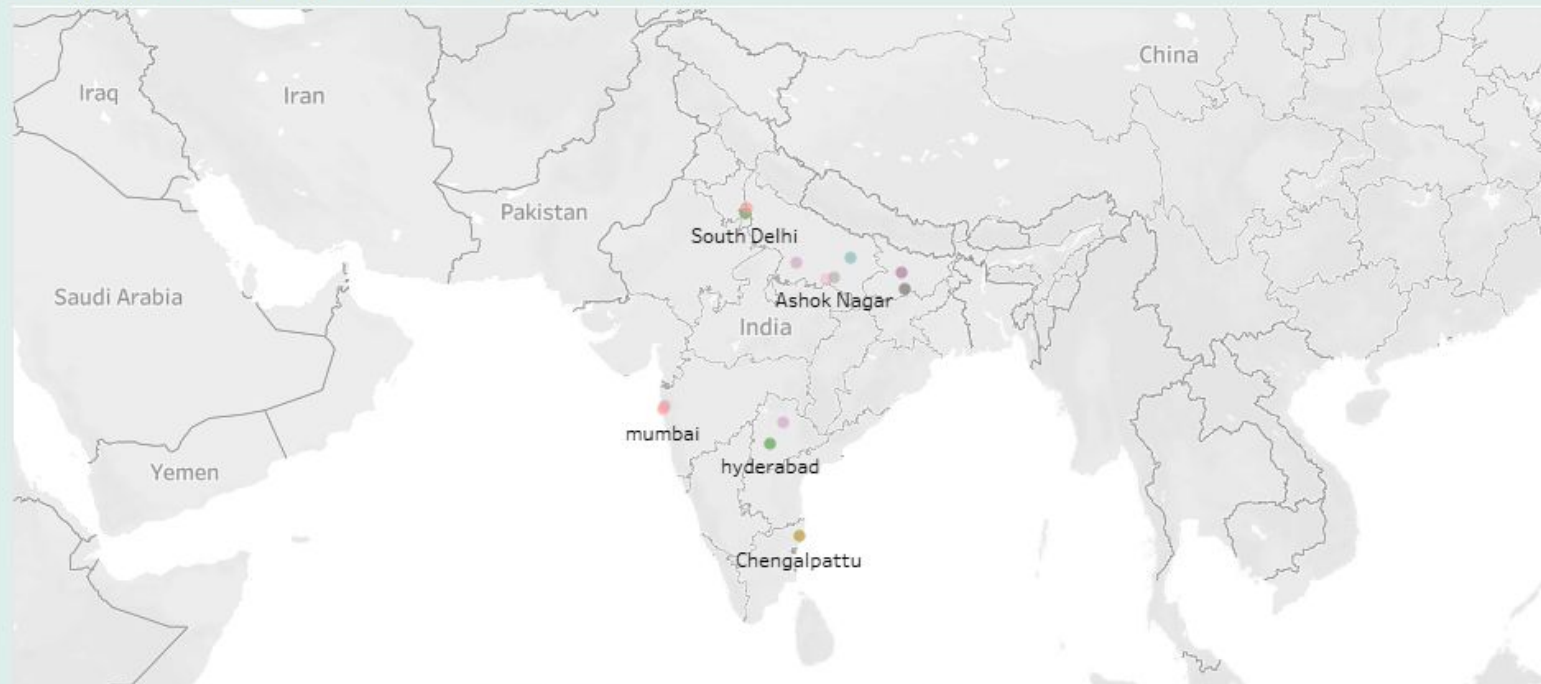 China
Iraq
Iran
Pakistan
South Delhi
Saudi Arabia
Ashok Nagar
India
mumbai
hyderabad
Yemen
Chengalpattu